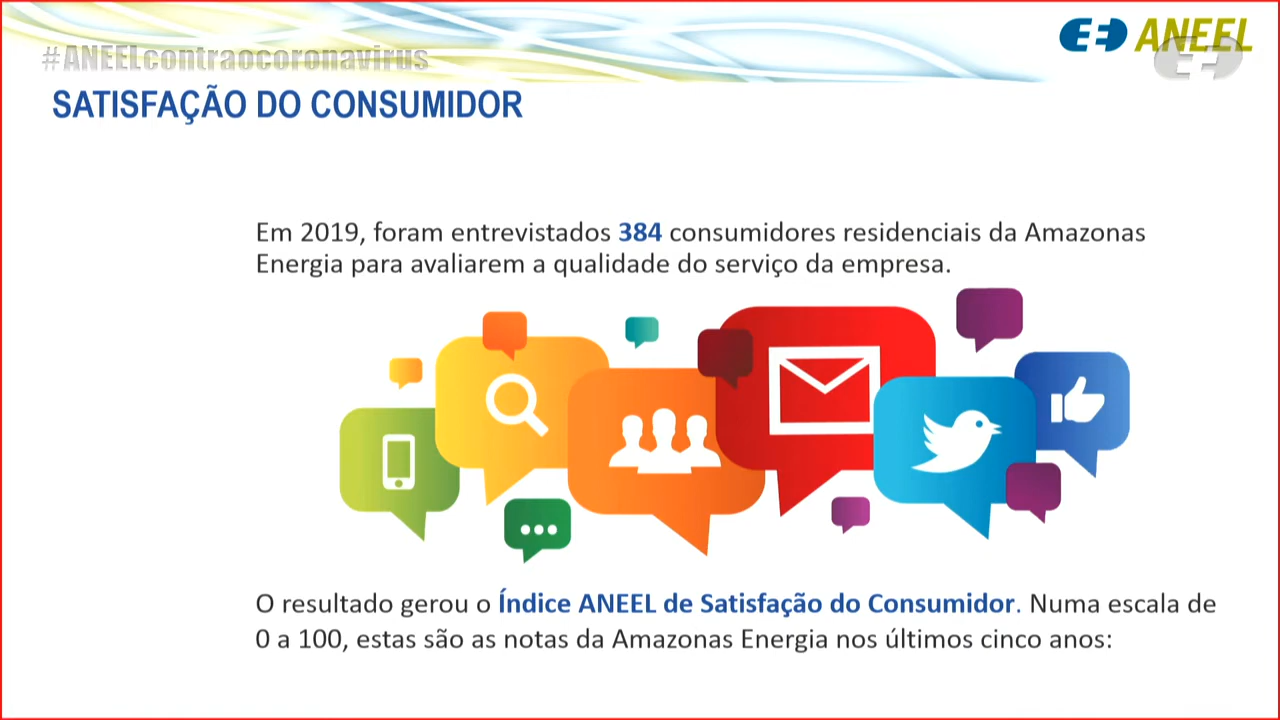 #ANEELcontraocoronavirus
ANEEL
SATISFAÇÃO DO CONSUMIDOR
Em 2019, foram entrevistados 384 consumidores residenciais da Amazonas
Energia para avaliarem a qualidade do serviço da empresa.
O resultado gerou o Índice ANEEL de Satisfação do Consumidor. Numa escala de
0 a 100, estas são as notas da Amazonas Energia nos últimos cinco anos: